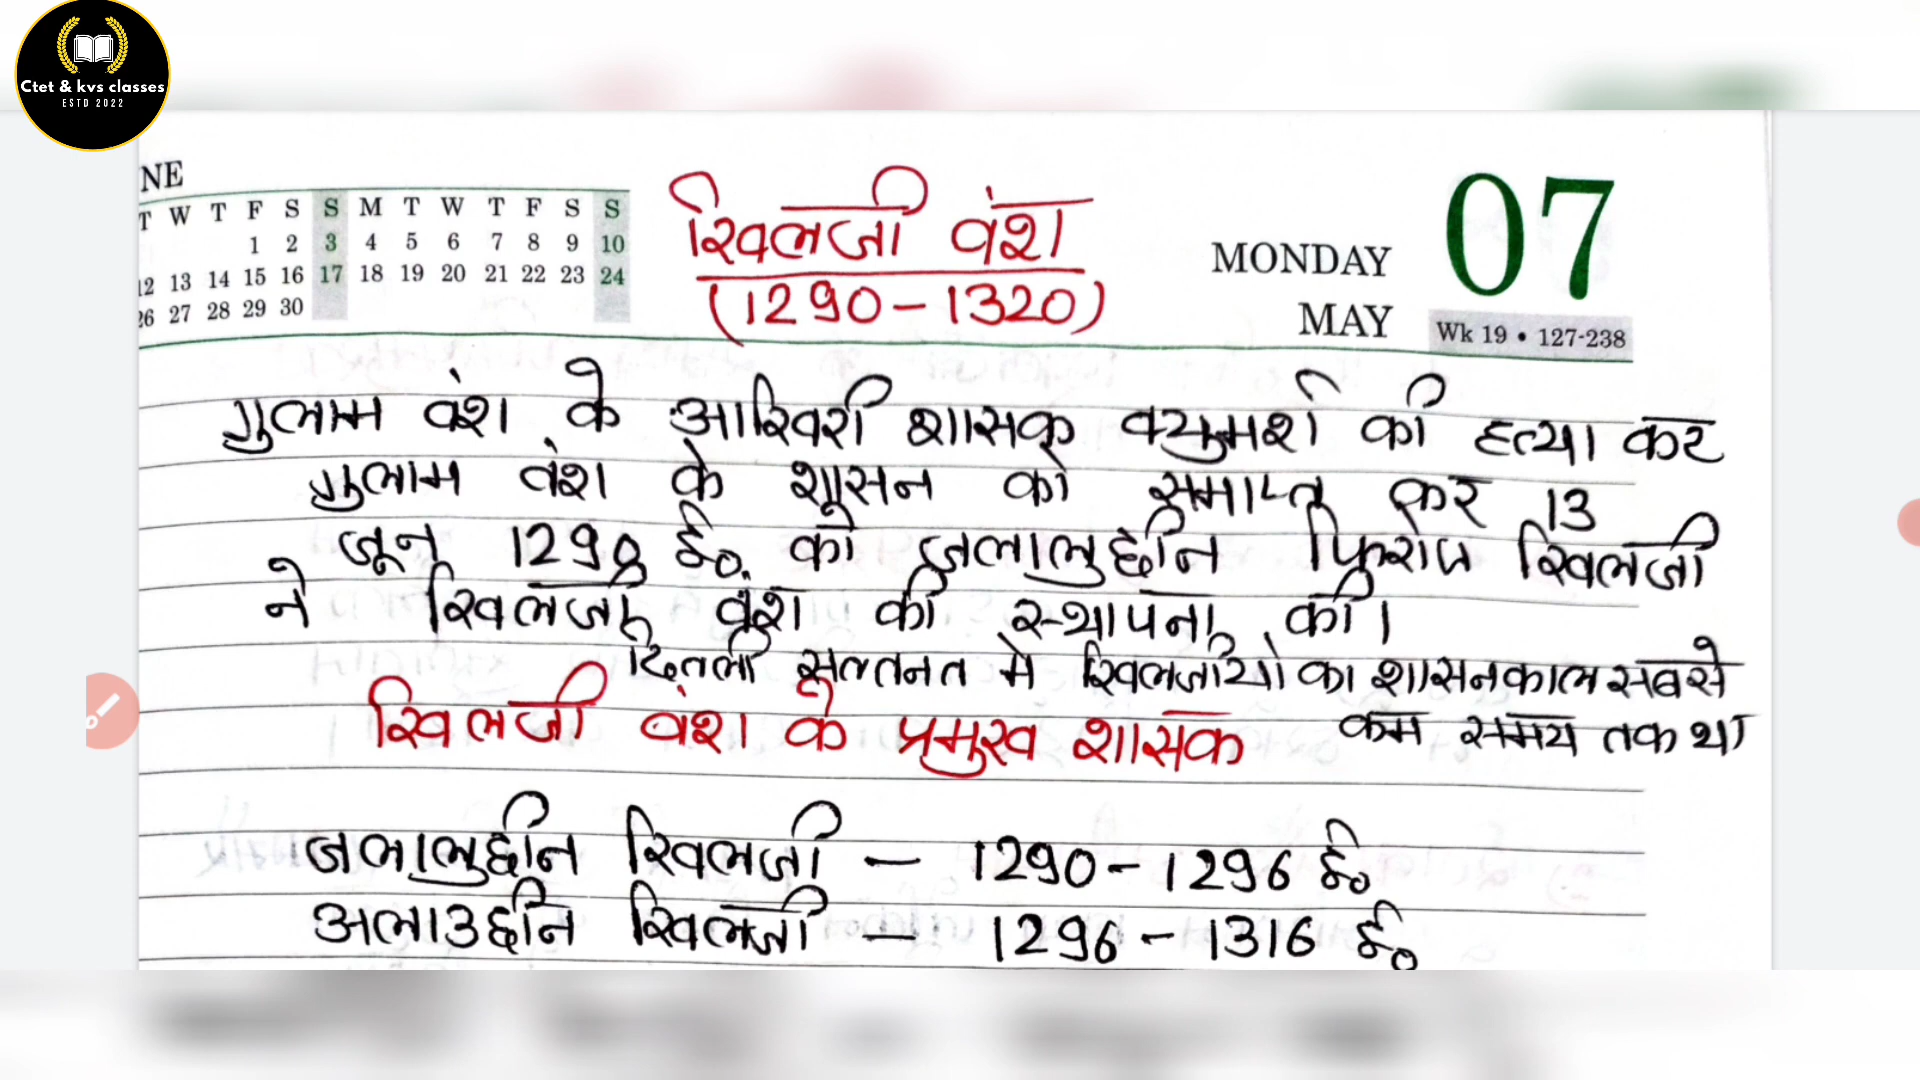 Ctet & kvs classes
ESTD 2022
NE
T W T F S S M T W T F S S
1 2 3 4 5 6 7 8 9 10
12 13 14 15 16 17 18 19 20 21 22 23 24
26 27 28 29 30
खिलजी वंश
(1290-1320)
MONDAY
MAY
07
Wk 19 • 127-238
गुलाम वंश के आखिरी शासक क्युमर्श की हत्या कर
गुलाम वंश के शासन को समाप्त कर 13
जून 1290 ई० को जलालुद्दीन फिरोज खिलजी
ने खिलजी वंश की स्थापना की।
दिल्ली सल्तनत मे खिलजीयो का शासनकाल सबसे
कम समय तक था
खिलजी वंश के प्रमुख शासक
जलालुद्दीन खिलजी – 1290-1296 ई०
अलाउद्दीन खिलजी – 1296-1316 ई०